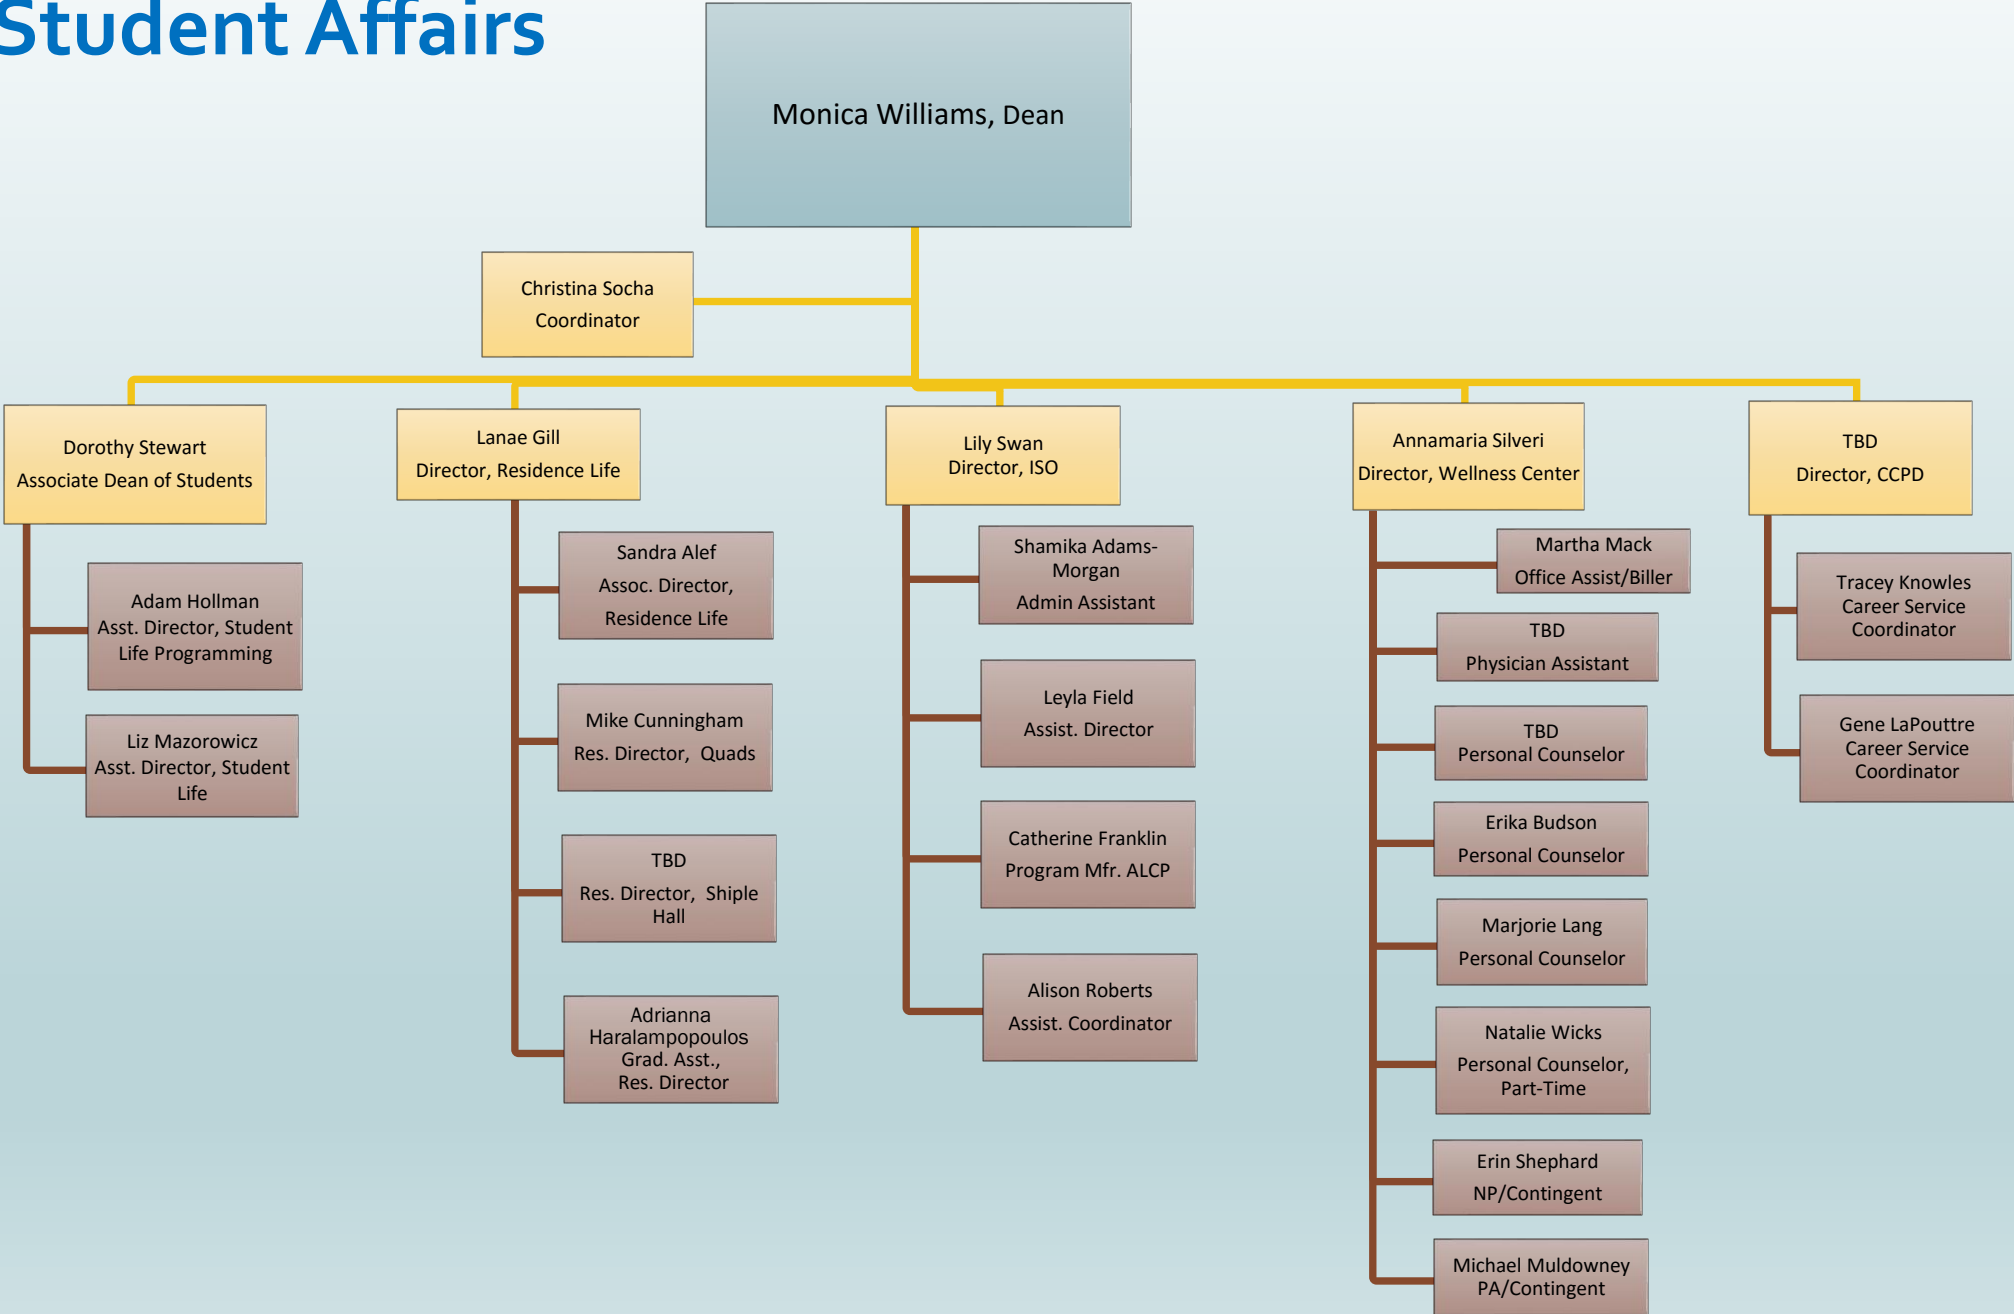 Student Affairs
Monica Williams, Dean
Christina Socha
Coordinator
Dorothy Stewart
Associate Dean of Students
Adam Hollman
Asst. Director, Student
Life Programming
Liz Mazorowicz
Asst. Director, Student
Life
Lanae Gill
Director, Residence Life
Sandra Alef
Assoc. Director,
Residence Life
Mike Cunningham
Res. Director, Quads
TBD
Res. Director, Shiple
Hall
Adrianna
Haralampopoulos
Grad. Asst.,
Res. Director
Lily Swan
Director, ISO
Shamika Adams-
Morgan
Admin Assistant
Leyla Field
Assist. Director
Catherine Franklin
Program Mfr. ALCP
Alison Roberts
Assist. Coordinator
Annamaria Silveri
Director, Wellness Center
Martha Mack
Office Assist/Biller
TBD
Physician Assistant
TBD
Personal Counselor
Erika Budson
Personal Counselor
Marjorie Lang
Personal Counselor
Natalie Wicks
Personal Counselor,
Part-Time
Erin Shephard
NP/Contingent
Michael Muldowney
PA/Contingent
TBD
Director, CCPD
Tracey Knowles
Career Service
Coordinator
Gene LaPouttre
Career Service
Coordinator